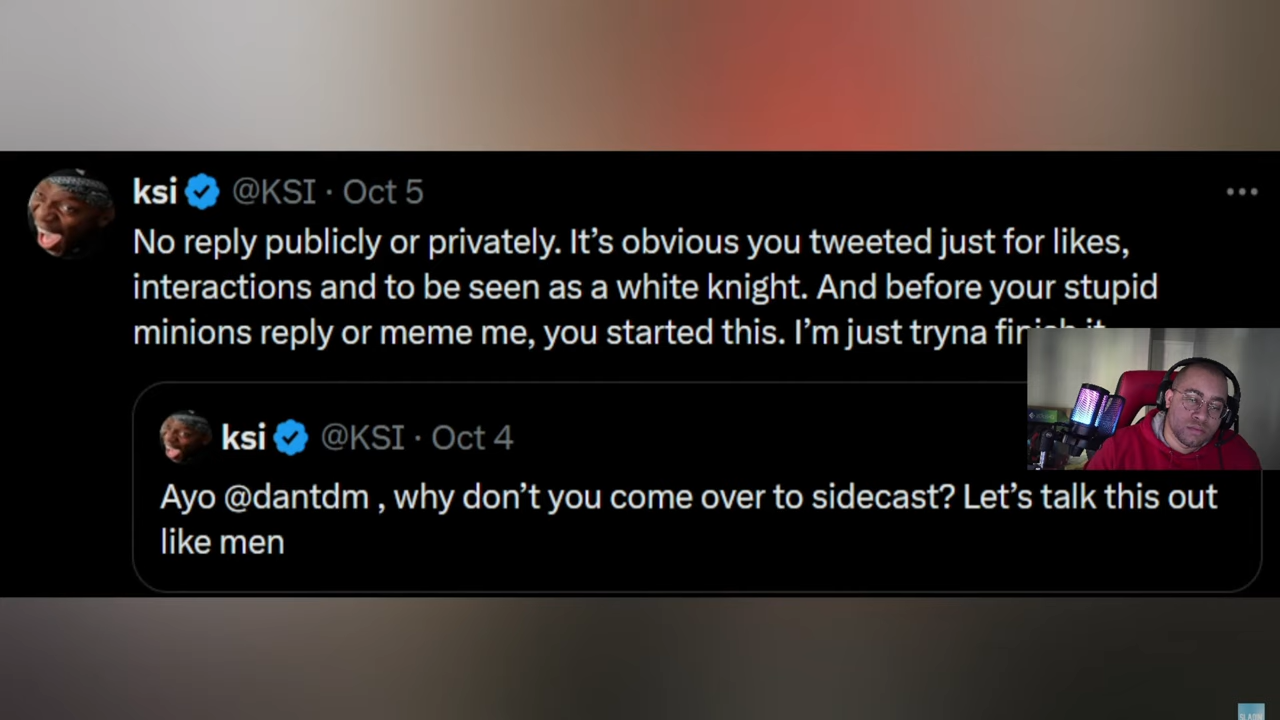 ksi @KSI · Oct 5
No reply publicly or privately. It’s obvious you tweeted just for likes,
interactions and to be seen as a white knight. And before your stupid
minions reply or meme me, you started this. I’m just tryna finish it
ksi @KSI · Oct 4
Ayo @dantdm , why don’t you come over to sidecast? Let’s talk this out
like men